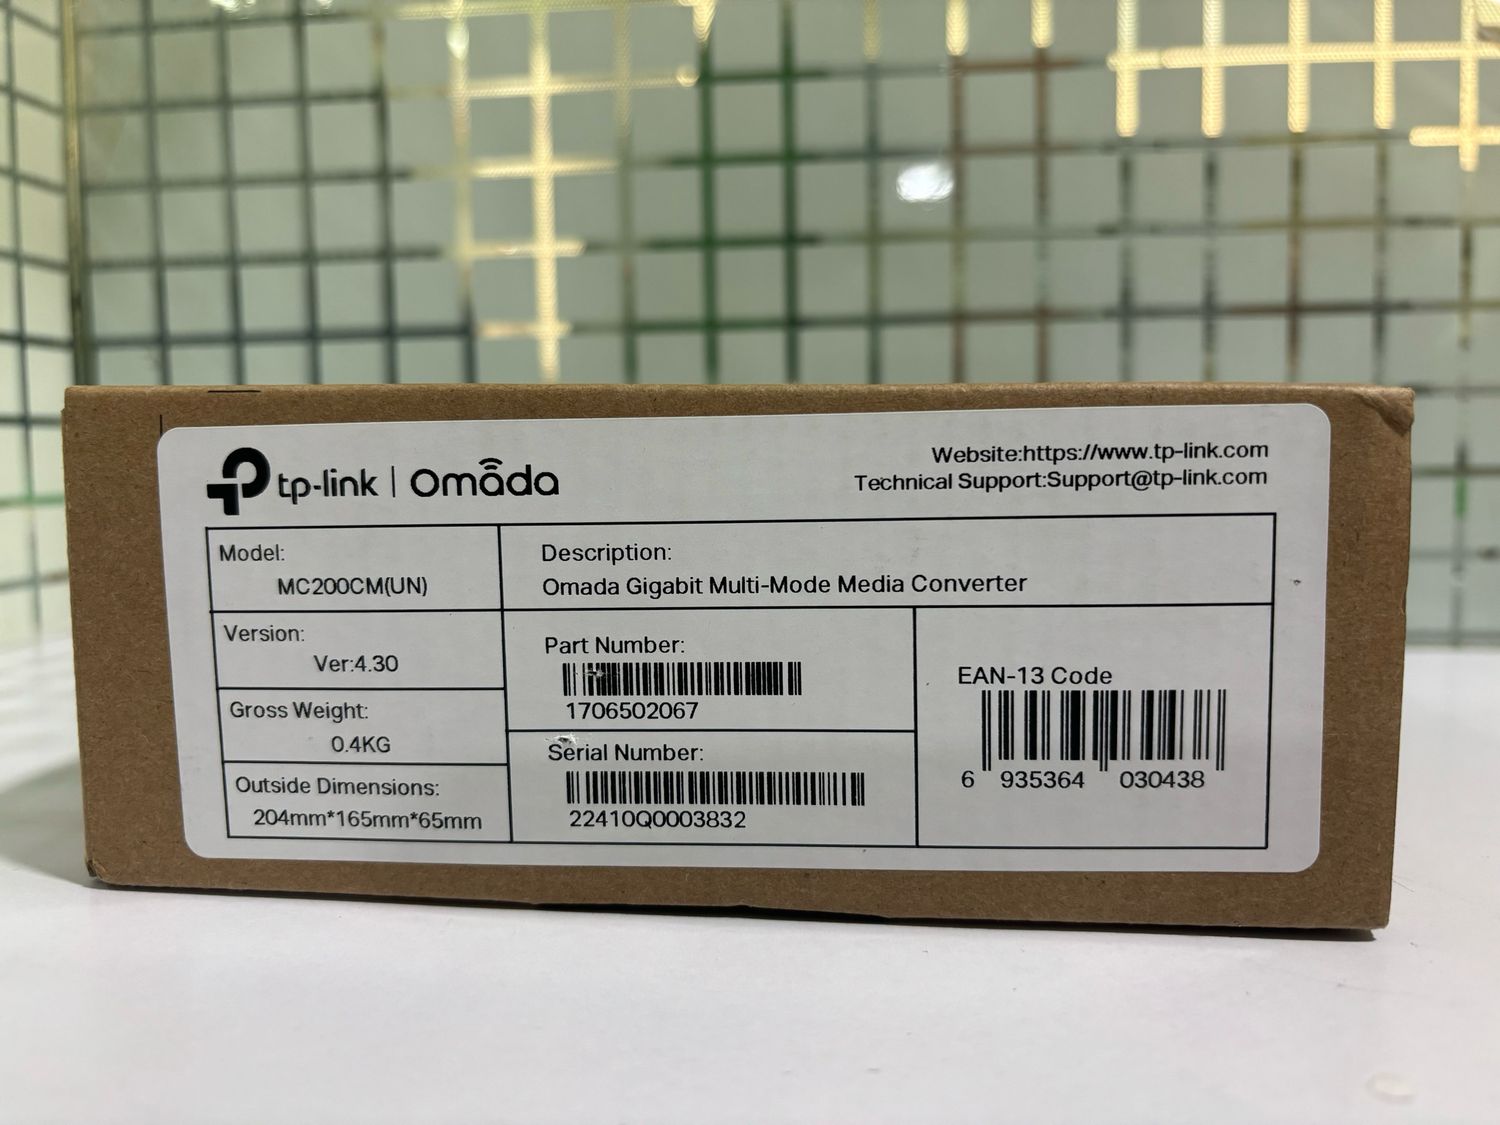 tp-link | Omada
Website:https://www.tp-link.com
Technical Support:Support@tp-link.com
Model:
MC200CM(UN)
Description:
Omada Gigabit Multi-Mode Media Converter
Version:
Ver:4.30
Gross Weight:
0.4KG
Outside Dimensions:
204mm*165mm*65mm
Part Number:
1706502067
Serial Number:
22410Q0003832
EAN-13 Code
6 935364 030438